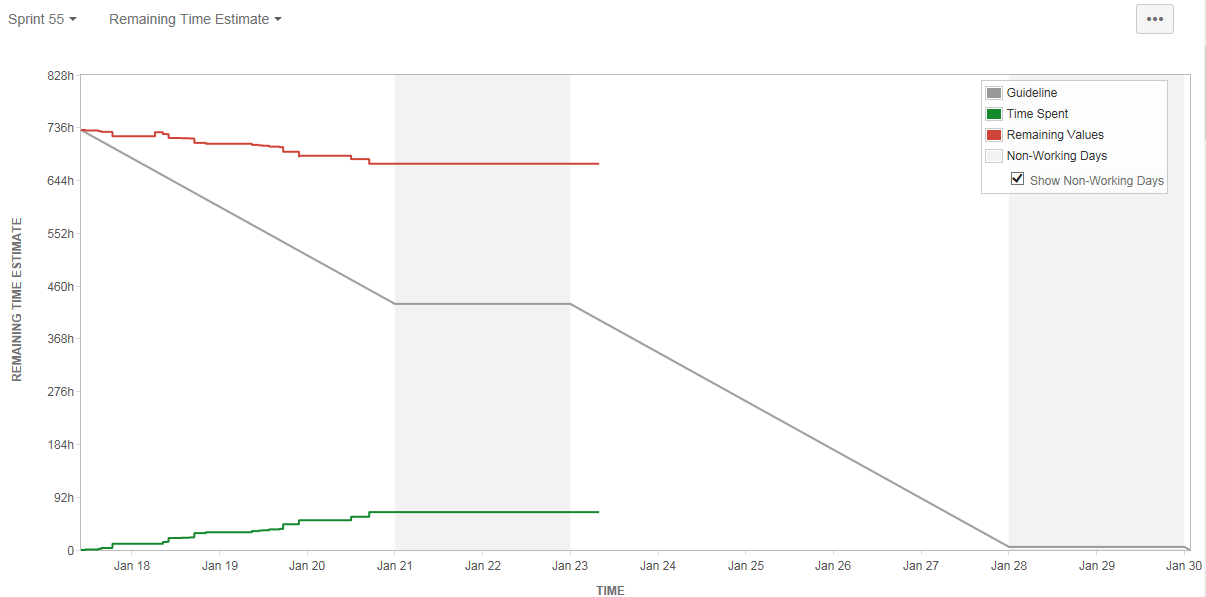 Sprint 55 Remaining Time Estimate •••
828h
736h
644h
552h
460h
368h
276h
184h
92h
0
REMAINING TIME ESTIMATE
Guideline
Time Spent
Remaining Values
Non-Working Days
Show Non-Working Days
Jan 18 Jan 19 Jan 20 Jan 21 Jan 22 Jan 23 Jan 24 Jan 25 Jan 26 Jan 27 Jan 28 Jan 29 Jan 30
TIME